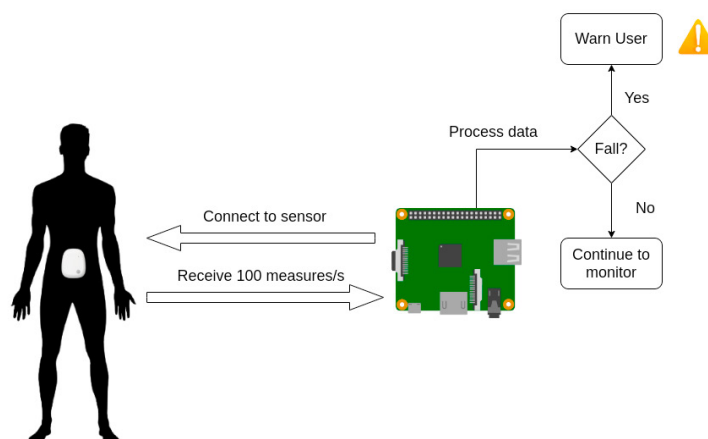 Warn User
Yes
Process data
Fall?
No
Connect to sensor
Continue to
monitor
Receive 100 measures/s